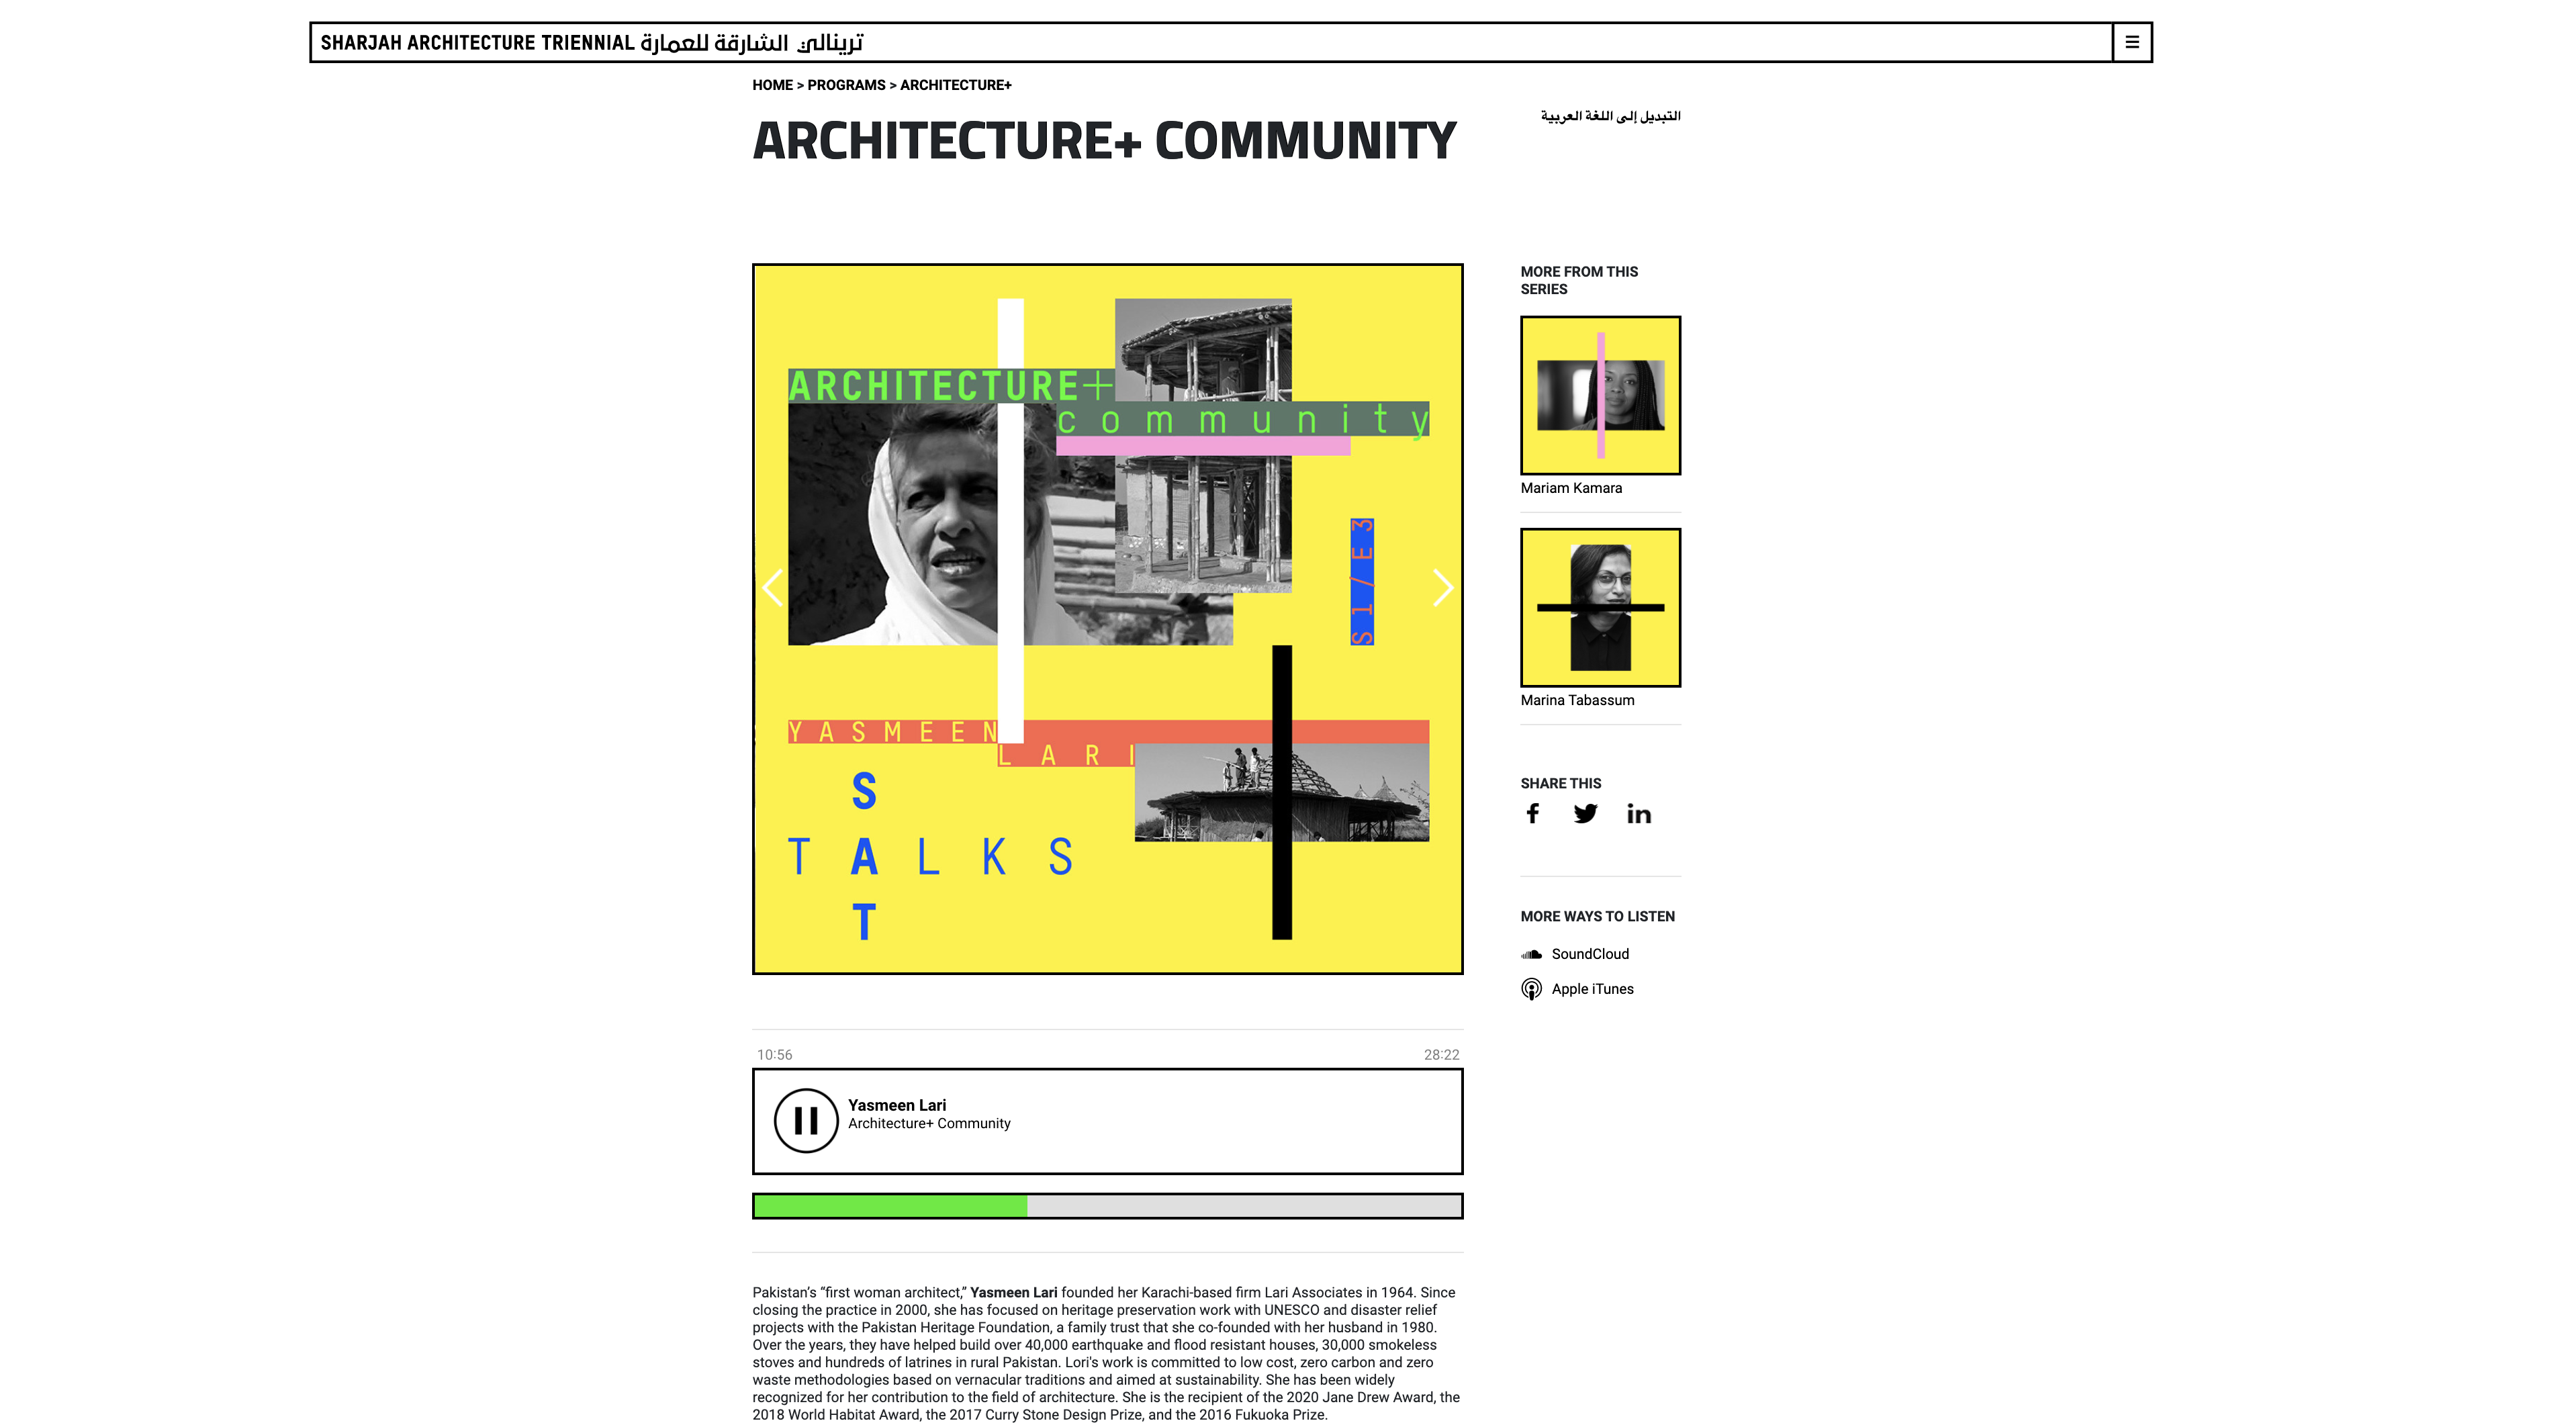 SHARJAH ARCHITECTURE TRIENNIAL ترينالي الشارقة للعمارة
HOME > PROGRAMS > ARCHITECTURE+
التبديل إلى اللغة العربية
ARCHITECTURE+ COMMUNITY
ARCHITECTURE+
community
S1/E3
YASMEEN
LARI
SAT
TALKS
MORE FROM THIS
SERIES
Mariam Kamara
Marina Tabassum
SHARE THIS
MORE WAYS TO LISTEN
SoundCloud
Apple iTunes
10:56
28:22
Yasmeen Lari
Architecture+ Community
Pakistan's “first woman architect,” Yasmeen Lari founded her Karachi-based firm Lari Associates in 1964. Since
closing the practice in 2000, she has focused on heritage preservation work with UNESCO and disaster relief
projects with the Pakistan Heritage Foundation, a family trust that she co-founded with her husband in 1980.
Over the years, they have helped build over 40,000 earthquake and flood resistant houses, 30,000 smokeless
stoves and hundreds of latrines in rural Pakistan. Lori's work is committed to low cost, zero carbon and zero
waste methodologies based on vernacular traditions and aimed at sustainability. She has been widely
recognized for her contribution to the field of architecture. She is the recipient of the 2020 Jane Drew Award, the
2018 World Habitat Award, the 2017 Curry Stone Design Prize, and the 2016 Fukuoka Prize.